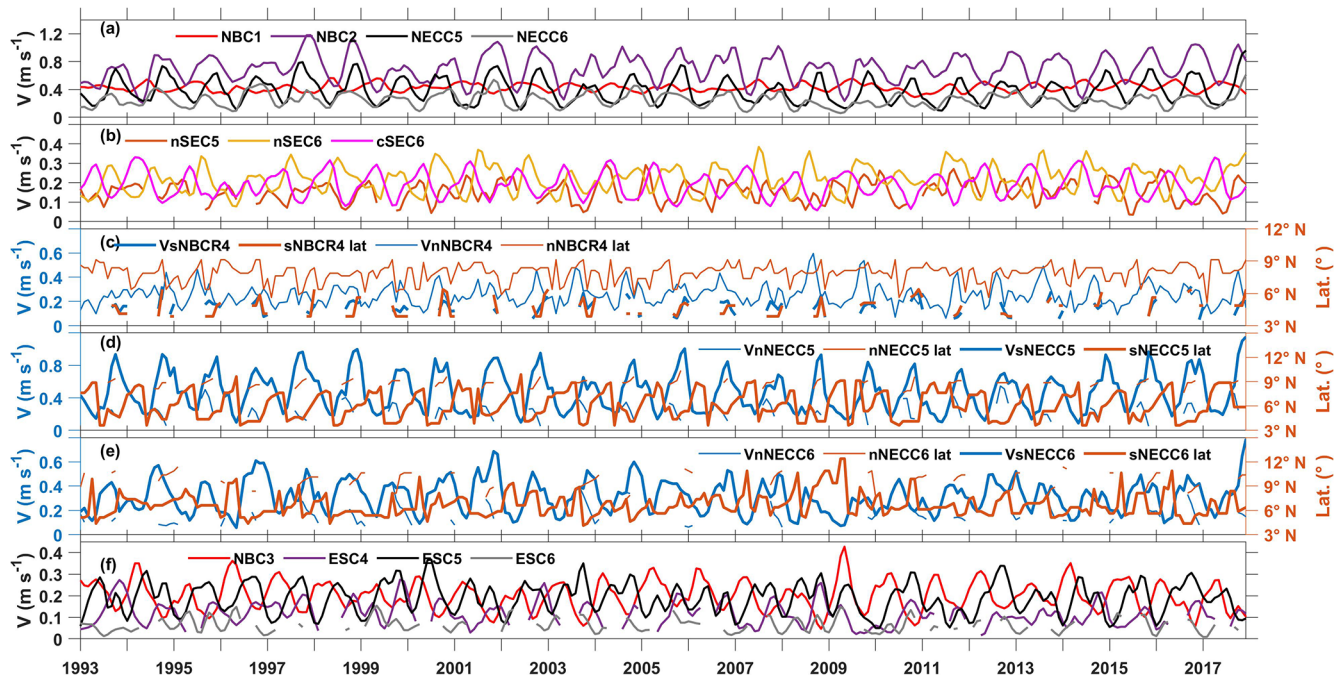 (a)
NBC1 NBC2 NECC5 NECC6
V (m s⁻¹)
1.2
0.8
0.4
0
(b)
nSEC5 nSEC6 cSEC6
V (m s⁻¹)
0.4
0.3
0.2
0.1
0
(c)
VsNBCR4 sNBCR4 lat VnNBCR4 nNBCR4 lat
V (m s⁻¹)
0.6
0.4
0.2
0
12° N
9° N
6° N
3° N
Lat. (°)
(d)
VnNECC5 nNECC5 lat VsNECC5 sNECC5 lat
V (m s⁻¹)
0.8
0.4
0
12° N
9° N
6° N
3° N
Lat. (°)
(e)
VnNECC6 nNECC6 lat VsNECC6 sNECC6 lat
V (m s⁻¹)
0.6
0.4
0.2
0
12° N
9° N
6° N
3° N
Lat. (°)
(f)
NBC3 ESC4 ESC5 ESC6
V (m s⁻¹)
0.4
0.3
0.2
0.1
0
1993 1995 1997 1999 2001 2003 2005 2007 2009 2011 2013 2015 2017